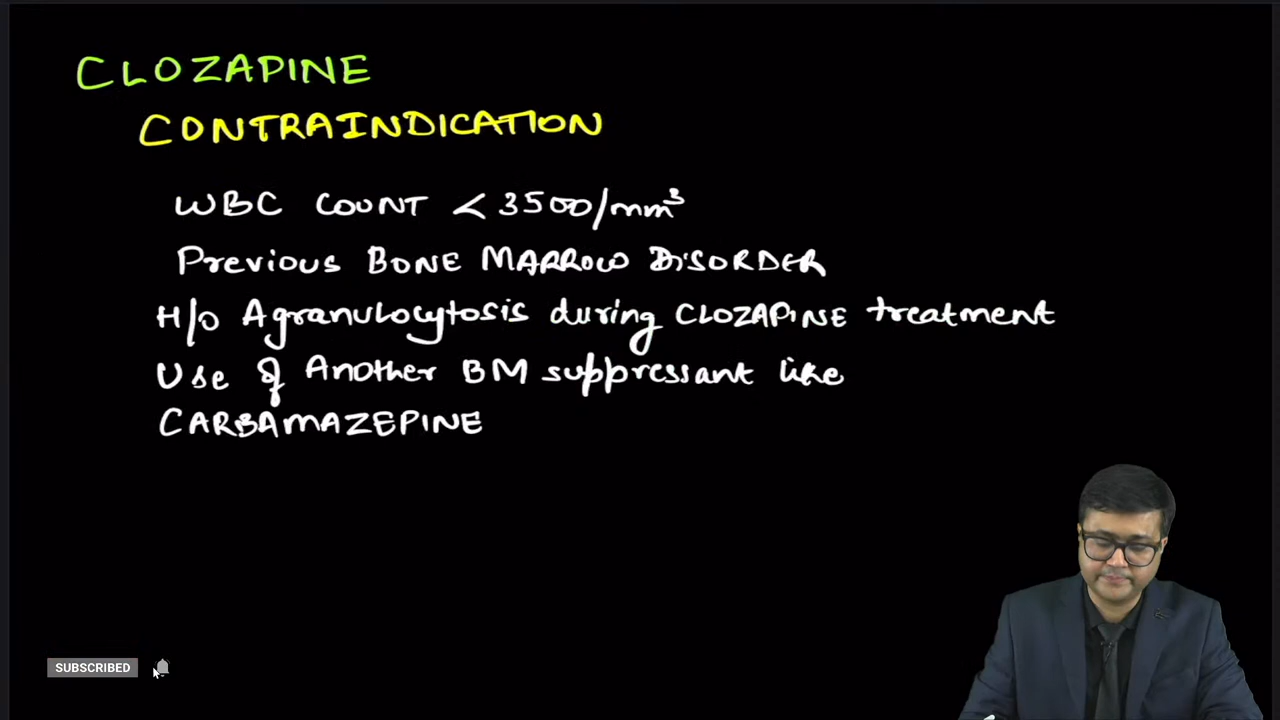 CLOZAPINE
CONTRAINDICATION
WBC COUNT < 3500/mm³
Previous BONE MARROW DISORDER
H/O Agranulocytosis during CLOZAPINE treatment
Use of Another BM suppressant like
CARBAMAZEPINE
SUBSCRIBED